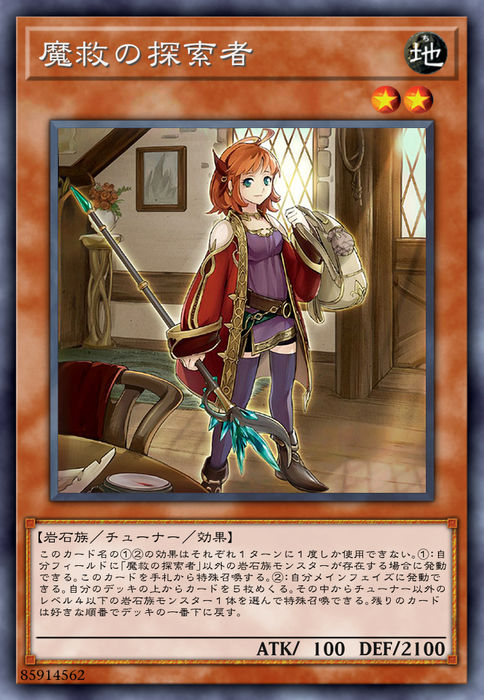 魔救の探索者
ち
地
【岩石族／チューナー／効果】
このカード名の①②の効果はそれぞれ１ターンに１度しか使用できない。①：自
分フィールドに「魔救の探索者」以外の岩石族モンスターが存在する場合に発動
できる。このカードを手札から特殊召喚する。②：自分メインフェイズに発動で
きる。自分のデッキの上からカードを５枚めくる。その中からチューナー以外の
レベル４以下の岩石族モンスター１体を選んで特殊召喚できる。残りのカード
は好きな順番でデッキの一番下に戻す。
ATK/ 100 DEF/2100
85914562